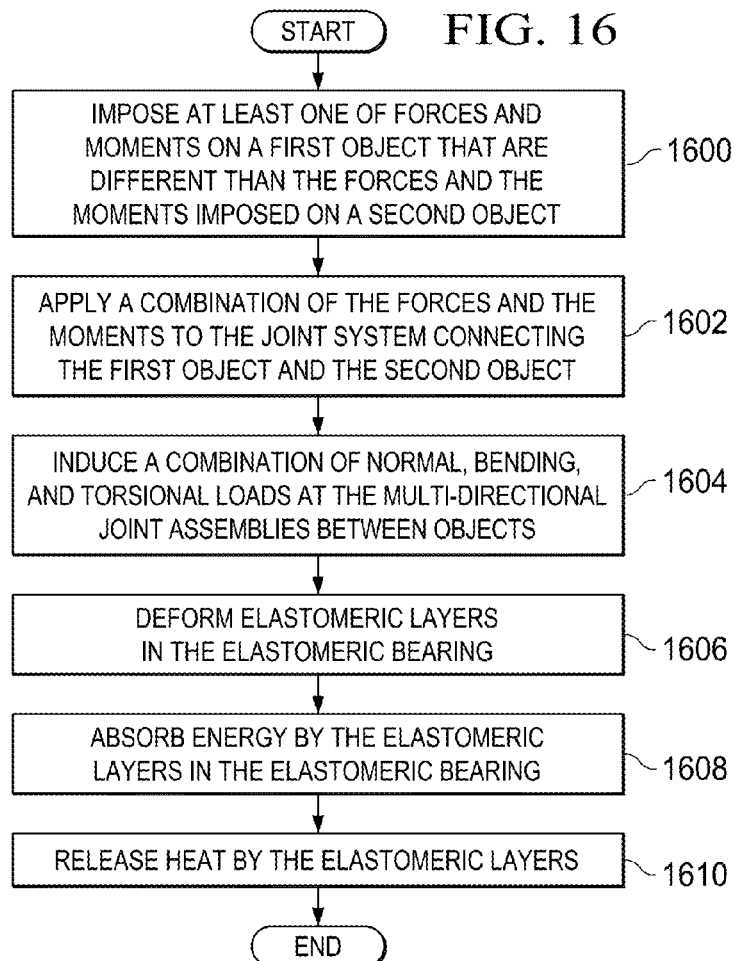 START
FIG. 16
IMPOSE AT LEAST ONE OF FORCES AND
MOMENTS ON A FIRST OBJECT THAT ARE
DIFFERENT THAN THE FORCES AND THE
MOMENTS IMPOSED ON A SECOND OBJECT
1600
APPLY A COMBINATION OF THE FORCES AND THE
MOMENTS TO THE JOINT SYSTEM CONNECTING
THE FIRST OBJECT AND THE SECOND OBJECT
1602
INDUCE A COMBINATION OF NORMAL, BENDING,
AND TORSIONAL LOADS AT THE MULTI-DIRECTIONAL
JOINT ASSEMBLIES BETWEEN OBJECTS
1604
DEFORM ELASTOMERIC LAYERS
IN THE ELASTOMERIC BEARING
1606
ABSORB ENERGY BY THE ELASTOMERIC
LAYERS IN THE ELASTOMERIC BEARING
1608
RELEASE HEAT BY THE ELASTOMERIC LAYERS
1610
END